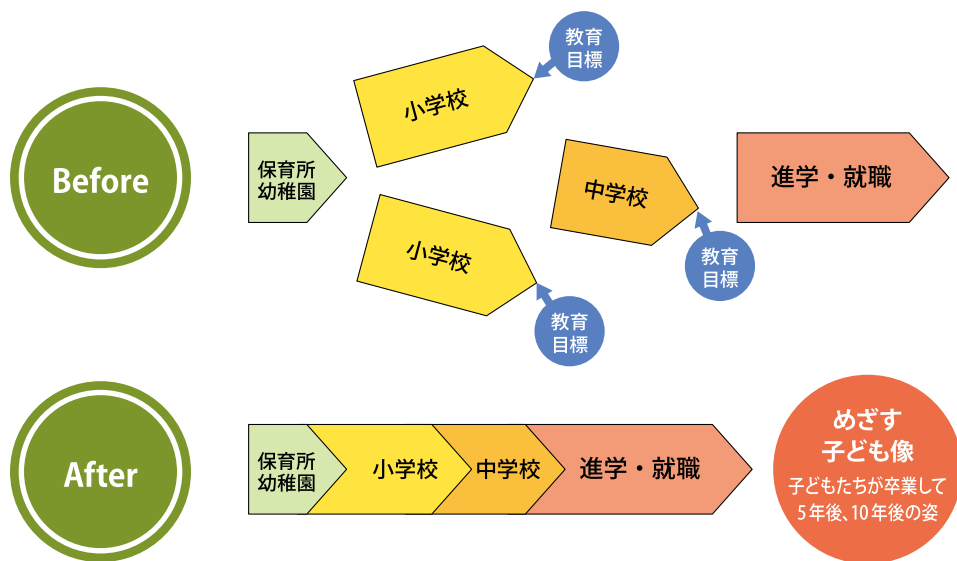 Before
保育所
幼稚園
小学校
教育
目標
小学校
教育
目標
中学校
教育
目標
進学・就職
After
保育所
幼稚園
小学校
中学校
進学・就職
めざす
子ども像
子どもたちが卒業して
5年後、10年後の姿